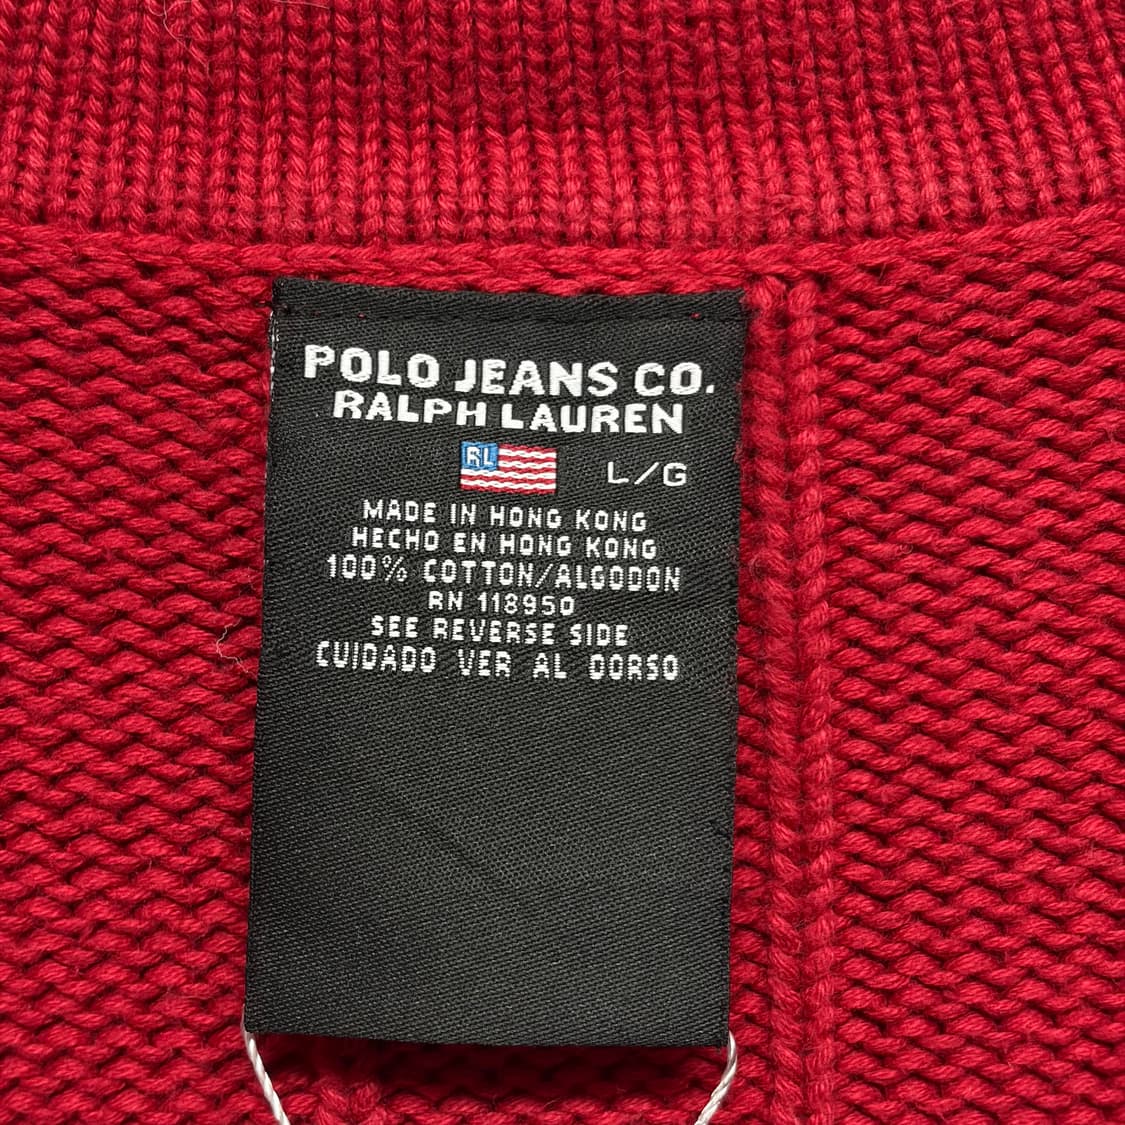 POLO JEANS CO.
RALPH LAUREN
RL L/G
MADE IN HONG KONG
HECHO EN HONG KONG
100% COTTON/ALGODON
RN 118950
SEE REVERSE SIDE
CUIDADO VER AL DORSO